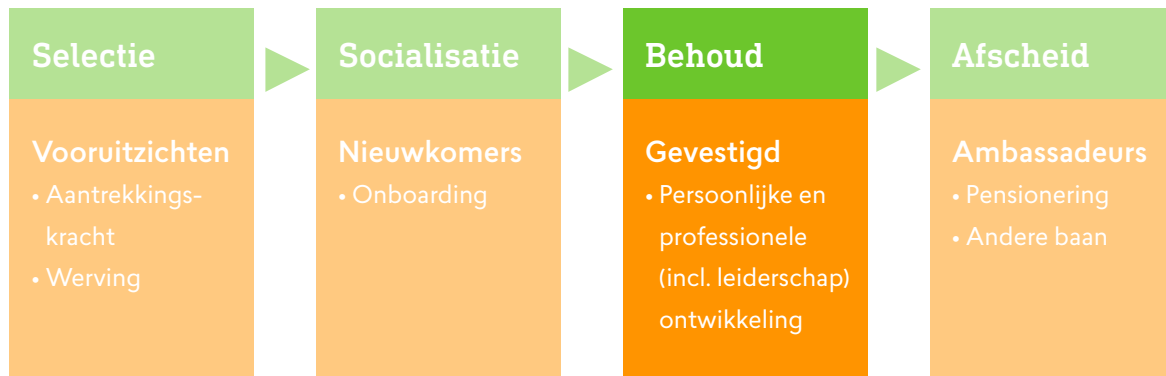 Selectie
Vooruitzichten
• Aantrekkings-
kracht
• Werving
Socialisatie
Nieuwkomers
• Onboarding
Behoud
Gevestigd
• Persoonlijke en
professionele
(incl. leiderschap)
ontwikkeling
Afscheid
Ambassadeurs
• Pensionering
• Andere baan